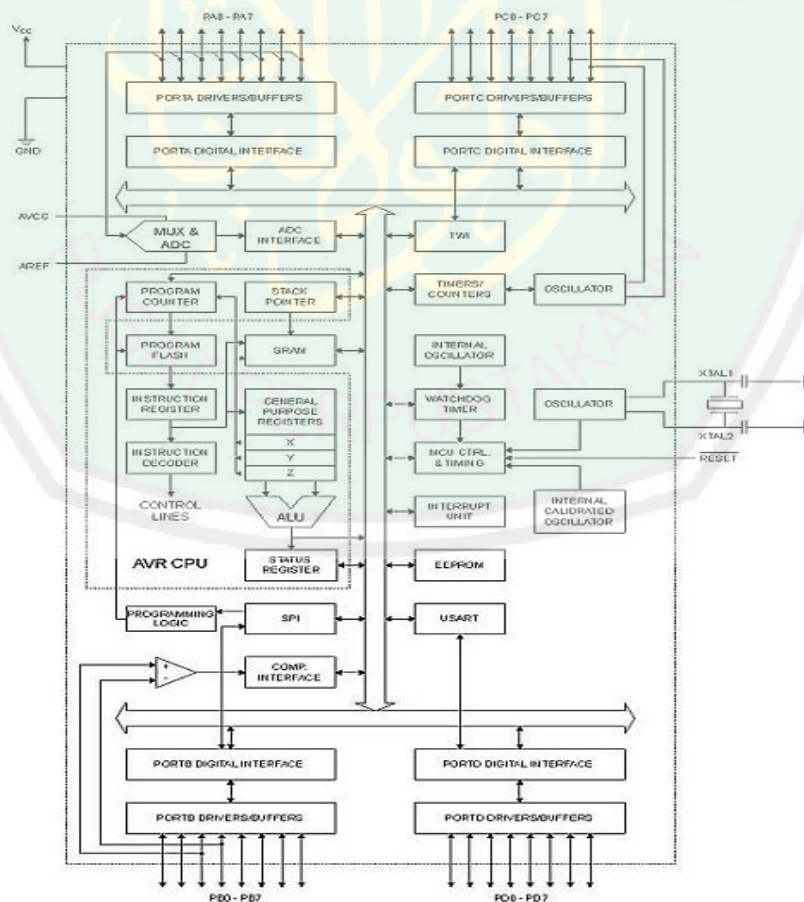 PA0 - PA7
PC0 - PC7
Vcc
PORTA DRIVERS/BUFFERS
PORTC DRIVERS/BUFFERS
GND
PORTA DIGITAL INTERFACE
PORTC DIGITAL INTERFACE
AVCC
MUX &
ADC
ADC
INTERFACE
TWI
AREF
PROGRAM
COUNTER
STACK
POINTER
TIMERS/
COUNTERS
OSCILLATOR
PROGRAM
FLASH
SRAM
INTERNAL
OSCILLATOR
XTAL1
INSTRUCTION
REGISTER
GENERAL
PURPOSE
REGISTERS
WATCHDOG
TIMER
OSCILLATOR
X
XTAL2
INSTRUCTION
DECODER
Y
MCU CTRL.
& TIMING
RESET
Z
CONTROL
LINES
ALU
INTERRUPT
UNIT
INTERNAL
CALIBRATED
OSCILLATOR
AVR CPU
STATUS
REGISTER
EEPROM
PROGRAMMING
LOGIC
SPI
USART
+
-
COMP.
INTERFACE
PORTB DIGITAL INTERFACE
PORTD DIGITAL INTERFACE
PORTB DRIVERS/BUFFERS
PORTD DRIVERS/BUFFERS
PB0 - PB7
PD0 - PD7